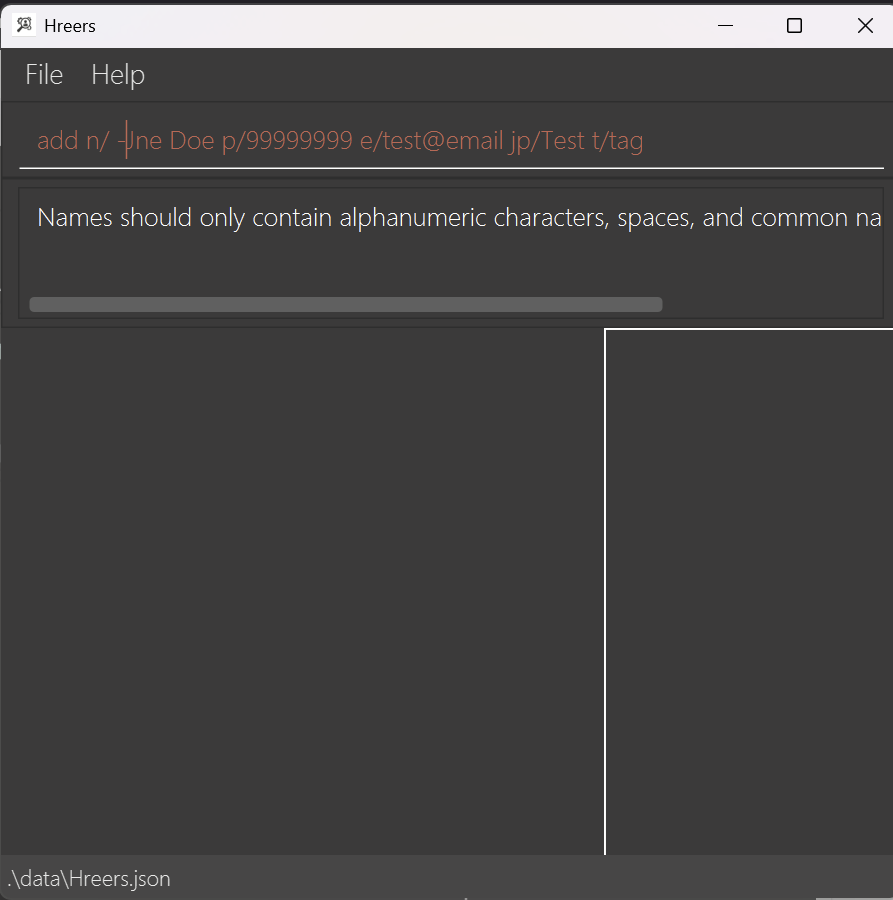 Hreers
File Help
add n/ -Jne Doe p/99999999 e/test@email jp/Test t/tag
Names should only contain alphanumeric characters, spaces, and common na
.\data\Hreers.json